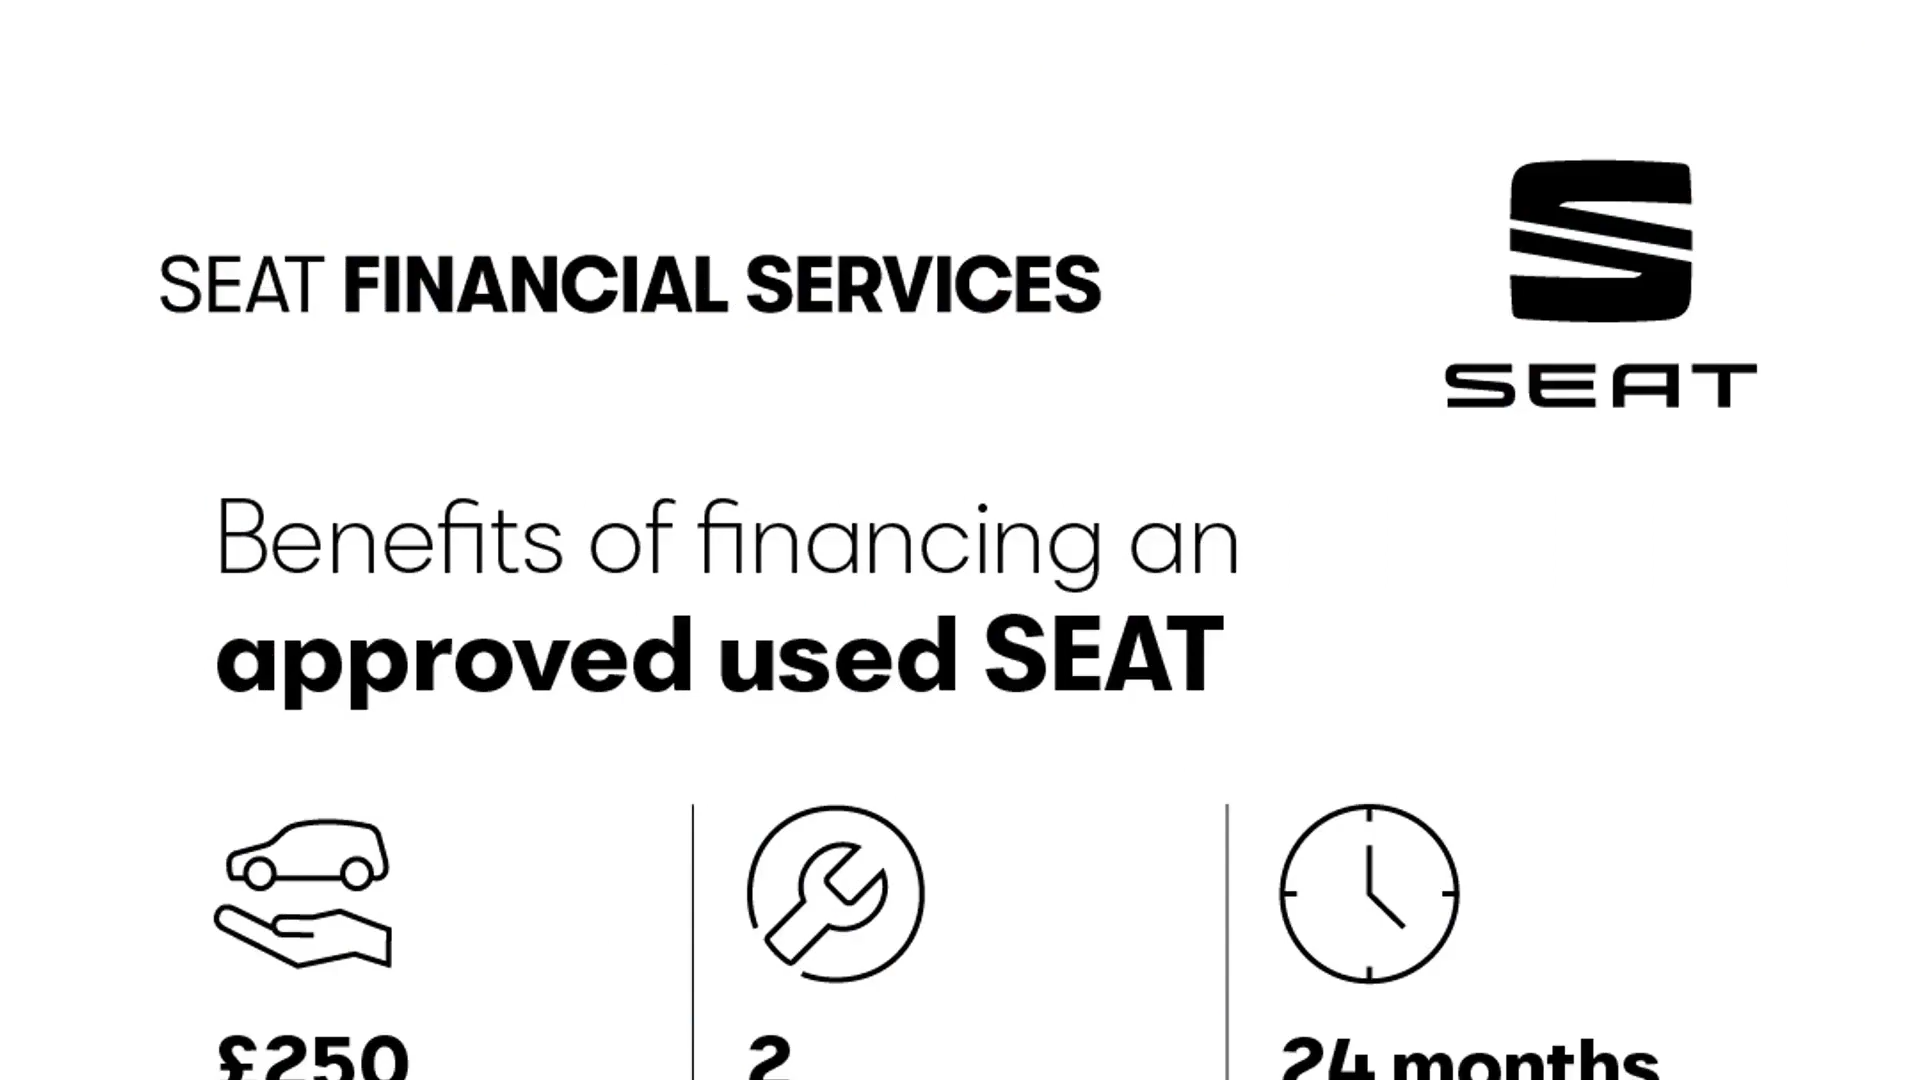 SEAT FINANCIAL SERVICES
SEAT
Benefits of financing an
approved used SEAT
£250
2
24 months